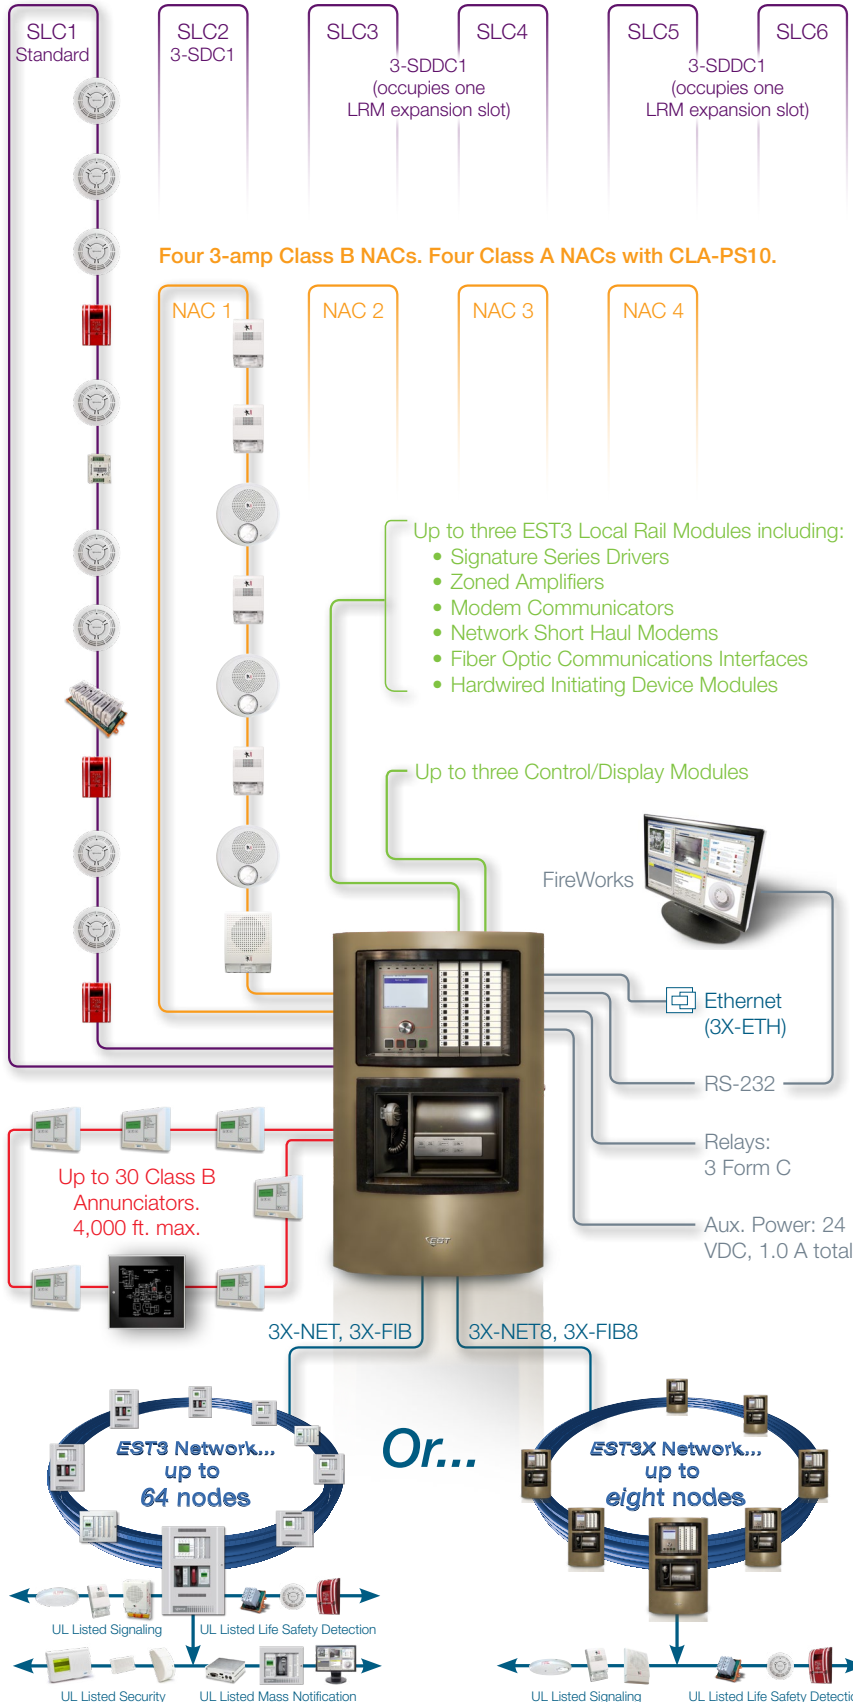 SLC1
Standard
SLC2
3-SDC1
SLC3
SLC4
3-SDDC1
(occupies one
LRM expansion slot)
SLC5
SLC6
3-SDDC1
(occupies one
LRM expansion slot)
Four 3-amp Class B NACs. Four Class A NACs with CLA-PS10.
NAC 1
NAC 2
NAC 3
NAC 4
Up to three EST3 Local Rail Modules including:
• Signature Series Drivers
• Zoned Amplifiers
• Modem Communicators
• Network Short Haul Modems
• Fiber Optic Communications Interfaces
• Hardwired Initiating Device Modules
Up to three Control/Display Modules
FireWorks
Ethernet
(3X-ETH)
RS-232
Relays:
3 Form C
Aux. Power: 24
VDC, 1.0 A total
Up to 30 Class B
Annunciators.
4,000 ft. max.
EST
3X-NET, 3X-FIB
3X-NET8, 3X-FIB8
EST3 Network...
up to
64 nodes
Or...
EST3X Network...
up to
eight nodes
UL Listed Signaling
UL Listed Life Safety Detection
UL Listed Security
UL Listed Mass Notification
UL Listed Signaling
UL Listed Life Safety Detectio